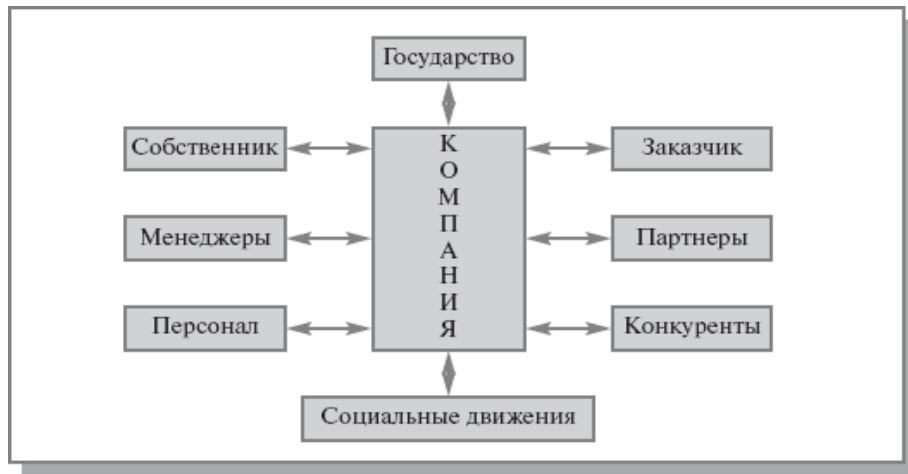 Государство
Собственник
Менеджеры
Персонал
К
О
М
П
А
Н
И
Я
Заказчик
Партнеры
Конкуренты
Социальные движения